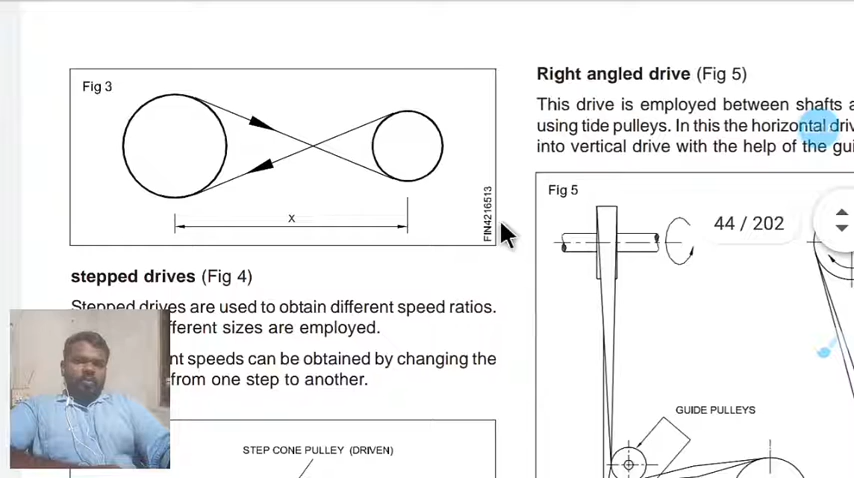 Fig 3
X
FIN4216513
stepped drives (Fig 4)
Stepped drives are used to obtain different speed ratios.
fferent sizes are employed.
nt speeds can be obtained by changing the
from one step to another.
STEP CONE PULLEY (DRIVEN)
Right angled drive (Fig 5)
This drive is employed between shafts a
using tide pulleys. In this the horizontal driv
into vertical drive with the help of the gui
Fig 5
44 / 202
GUIDE PULLEYS